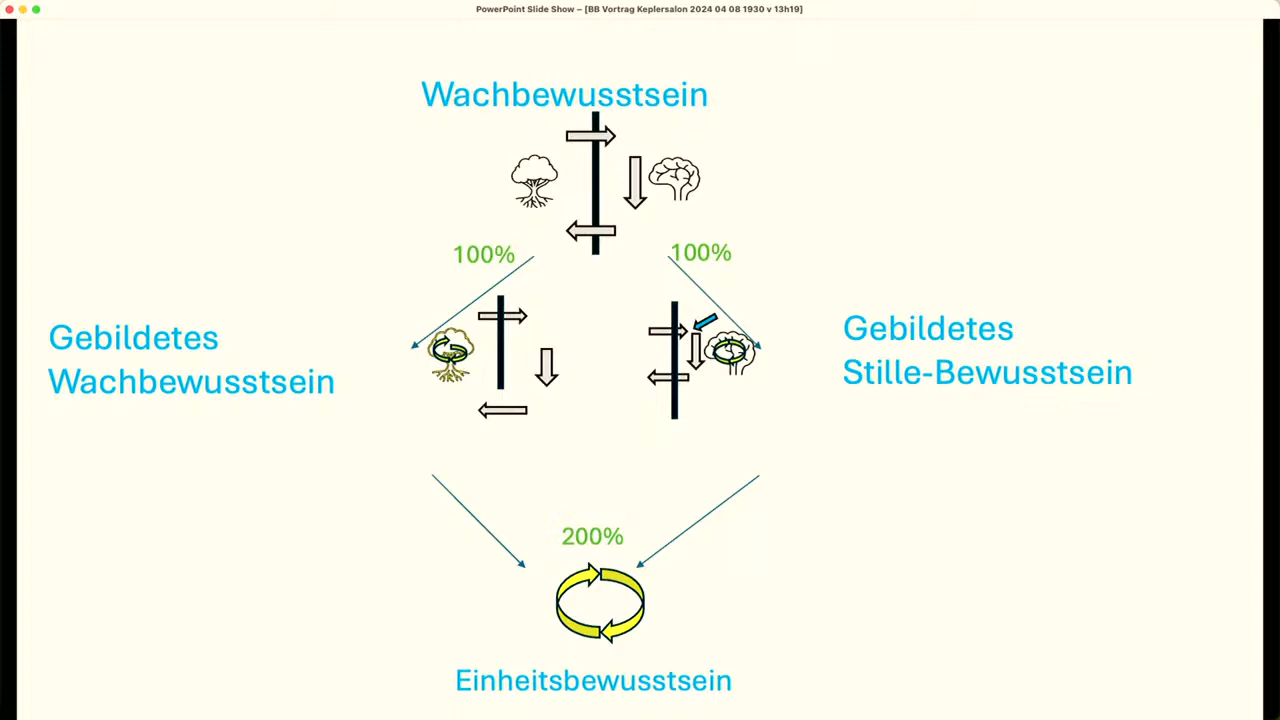 PowerPoint Slide Show – [BB Vortrag Keplersalon 2024 04 08 1930 v 13h19]
Wachbewusstsein
100%
100%
Gebildetes
Wachbewusstsein
Gebildetes
Stille-Bewusstsein
200%
Einheitsbewusstsein